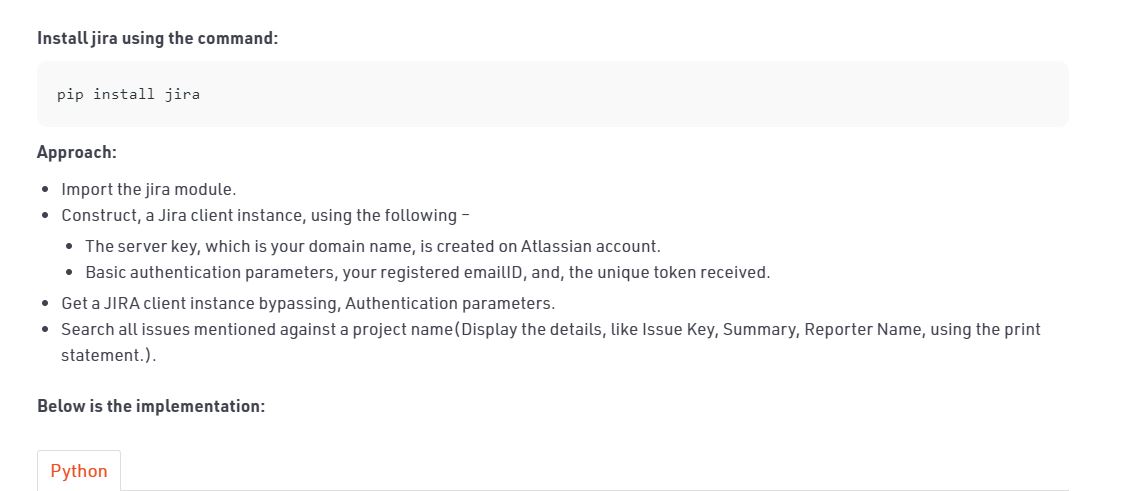 Install jira using the command:
pip install jira
Approach:
Import the jira module.
Construct, a Jira client instance, using the following –
The server key, which is your domain name, is created on Atlassian account.
Basic authentication parameters, your registered emailID, and, the unique token received.
Get a JIRA client instance bypassing, Authentication parameters.
Search all issues mentioned against a project name(Display the details, like Issue Key, Summary, Reporter Name, using the print
statement.).
Below is the implementation:
Python